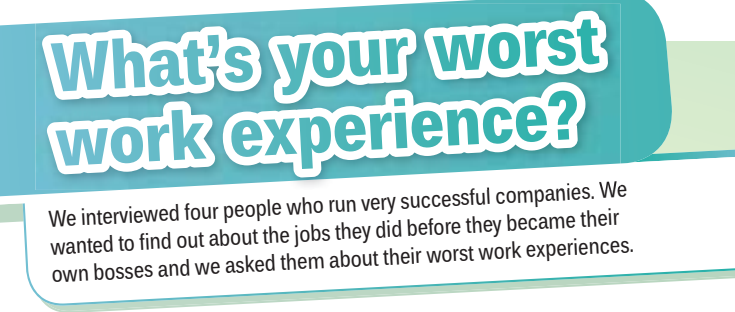 What's your worst
work experience?
We interviewed four people who run very successful companies. We
wanted to find out about the jobs they did before they became their
own bosses and we asked them about their worst work experiences.